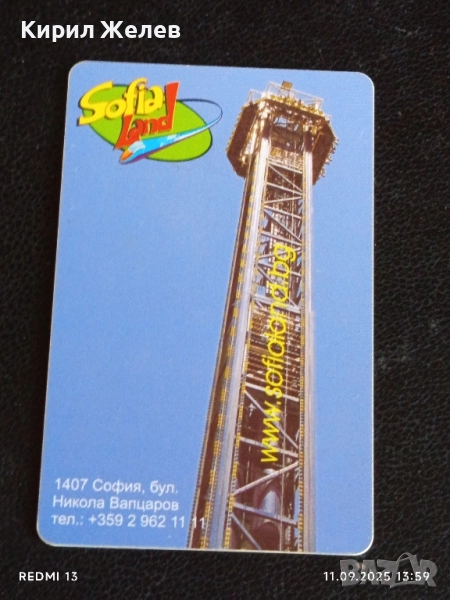 Кирил Желев
Sofia
Land
www.sofialand.bg
1407 София, бул.
Никола Вапцаров
тел.: +359 2 962 11 11
BAZAR
REDMI 13
11.09.2025 13:59